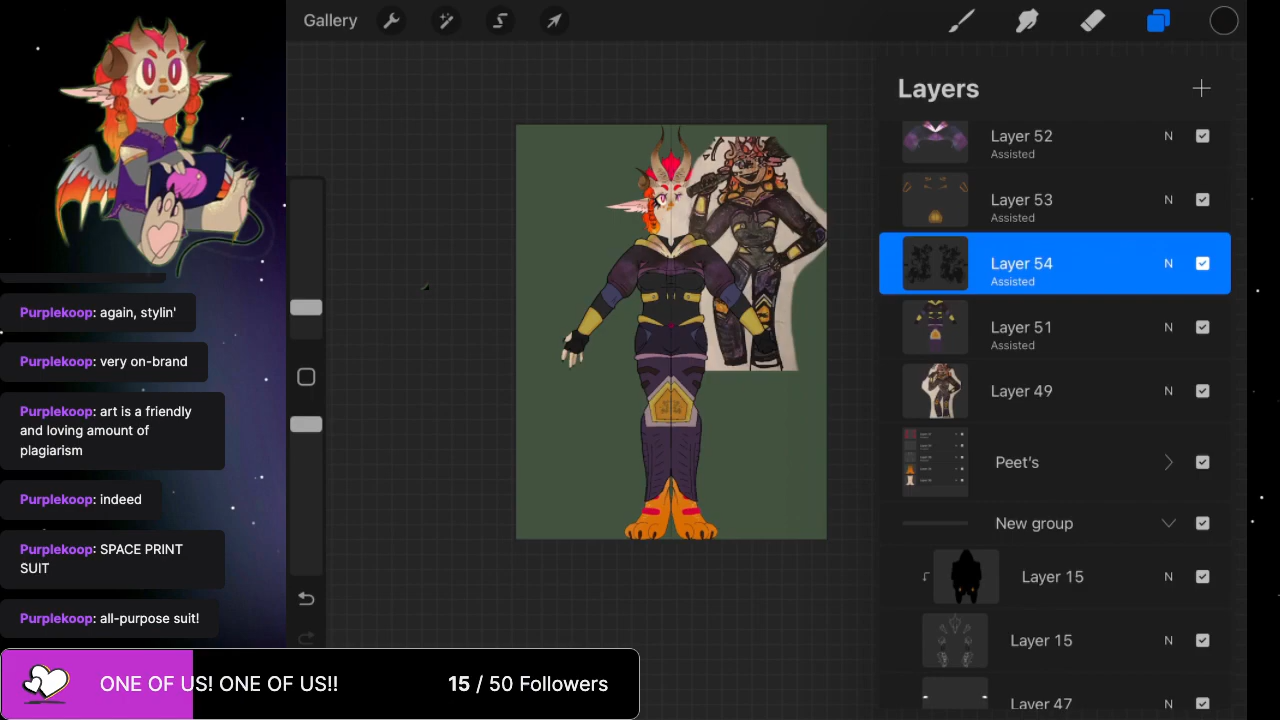 Gallery
Layers
Layer 52
N
Assisted
Layer 53
N
Assisted
Layer 54
N
Assisted
Layer 51
N
Assisted
Layer 49
N
Peet's
New group
Layer 15
N
Layer 15
N
Layer 47
N
Purplekoop: again, stylin'
Purplekoop: very on-brand
Purplekoop: art is a friendly
and loving amount of
plagiarism
Purplekoop: indeed
Purplekoop: SPACE PRINT
SUIT
Purplekoop: all-purpose suit!
ONE OF US! ONE OF US!!
15 / 50 Followers